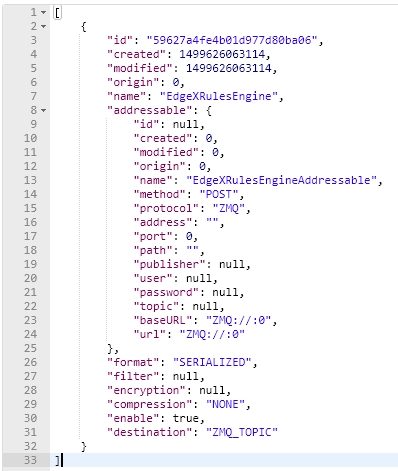 1 [
2 {
3 "id": "59627a4fe4b01d977d80ba06",
4 "created": 1499626063114,
5 "modified": 1499626063114,
6 "origin": 0,
7 "name": "EdgeXRulesEngine",
8 "addressable": {
9 "id": null,
10 "created": 0,
11 "modified": 0,
12 "origin": 0,
13 "name": "EdgeXRulesEngineAddressable",
14 "method": "POST",
15 "protocol": "ZMQ",
16 "address": "",
17 "port": 0,
18 "path": "",
19 "publisher": null,
20 "user": null,
21 "password": null,
22 "topic": null,
23 "baseURL": "ZMQ://:0",
24 "url": "ZMQ://:0"
25 },
26 "format": "SERIALIZED",
27 "filter": null,
28 "encryption": null,
29 "compression": "NONE",
30 "enable": true,
31 "destination": "ZMQ_TOPIC"
32 }
33 ]